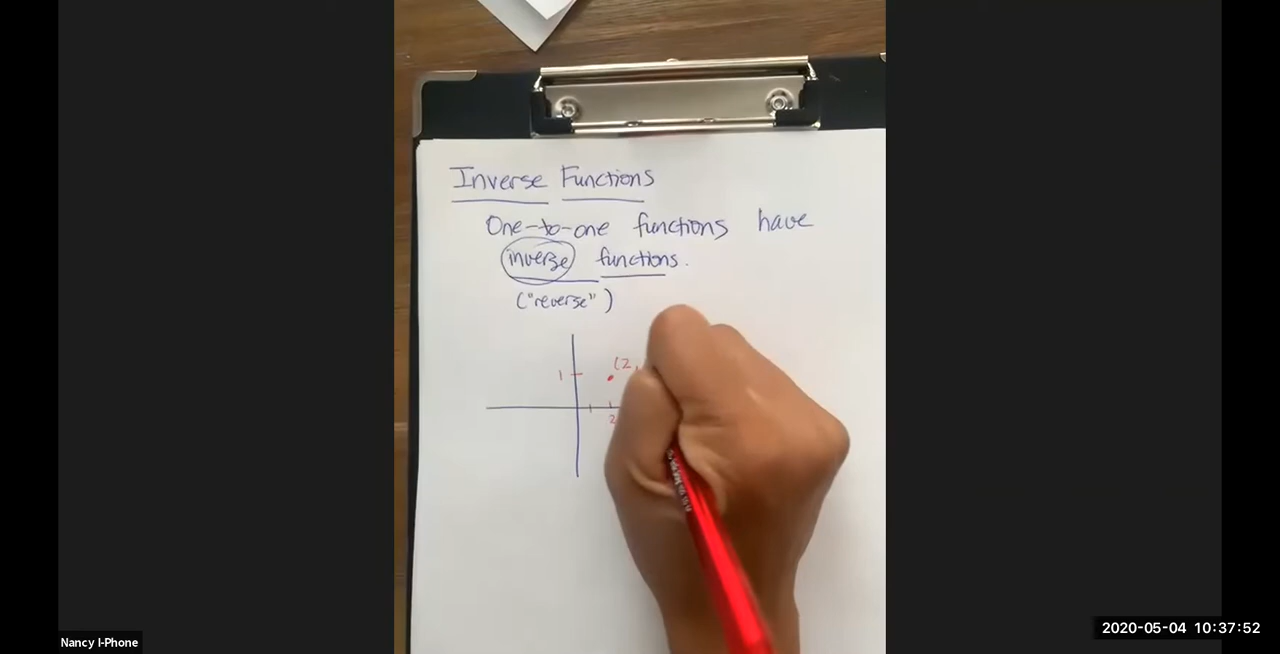 Inverse Functions
One-to-one functions have
inverse functions.
("reverse")
(2,
1
2
Nancy I-Phone
2020-05-04 10:37:52